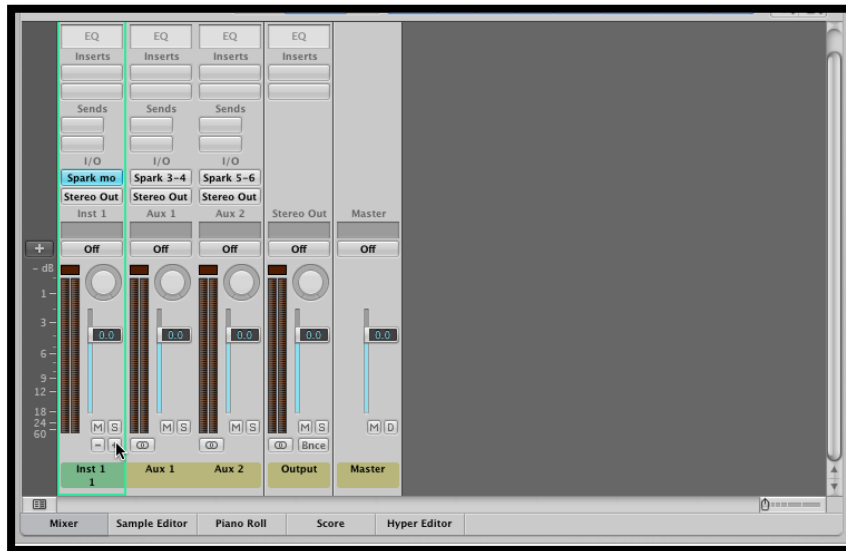 EQ EQ EQ EQ
Inserts Inserts Inserts Inserts
Sends Sends Sends
I/O I/O I/O
Spark mo Spark 3-4 Spark 5-6
Stereo Out Stereo Out Stereo Out
Inst 1 Aux 1 Aux 2 Stereo Out Master
+ Off Off Off Off Off
- dB
1
3 0.0 0.0 0.0 0.0 0.0
6
9
12
18
24 M S M S M S M S M D
60
- + Bnce
Inst 1 Aux 1 Aux 2 Output Master
1
Mixer Sample Editor Piano Roll Score Hyper Editor